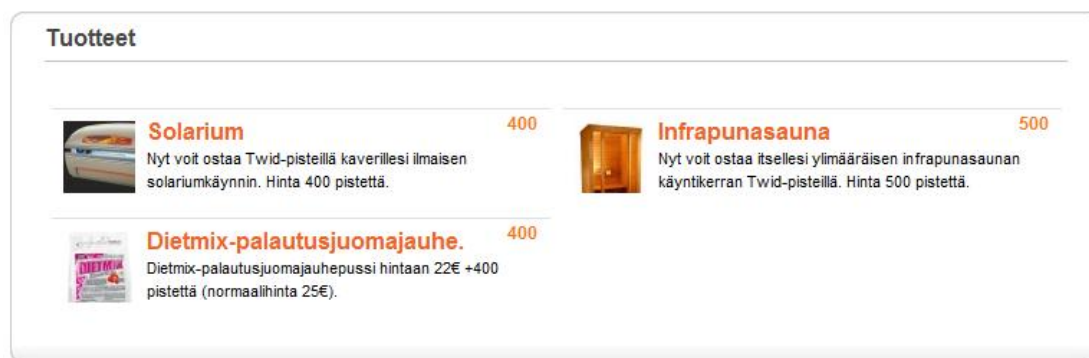 Tuotteet
Solarium
400
Nyt voit ostaa Twid-pisteillä kaverillesi ilmaisen
solariumkäynnin. Hinta 400 pistettä.
Infrapunasauna
500
Nyt voit ostaa itsellesi ylimääräisen infrapunasaunan
käyntikerran Twid-pisteillä. Hinta 500 pistettä.
Dietmix-palautusjuomajauhe.
400
Dietmix-palautusjuomajauhepussi hintaan 22€ +400
pistettä (normaalihinta 25€).
DIETMIX